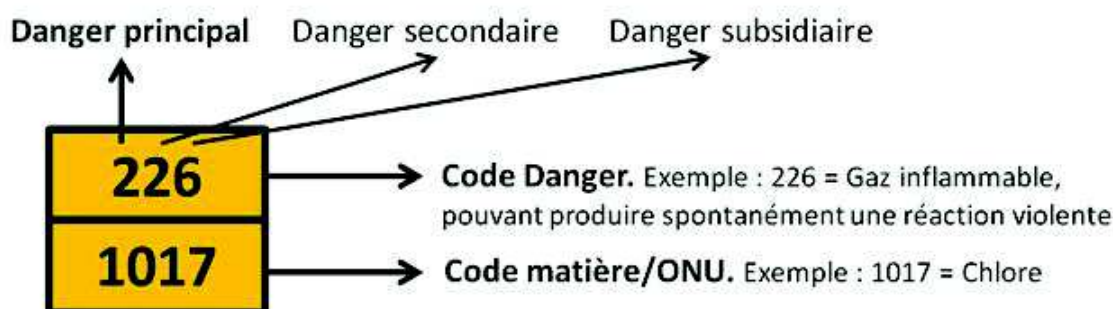 Danger principal Danger secondaire Danger subsidiaire
226
Code Danger. Exemple : 226 = Gaz inflammable,
pouvant produire spontanément une réaction violente
1017
Code matière/ONU. Exemple : 1017 = Chlore